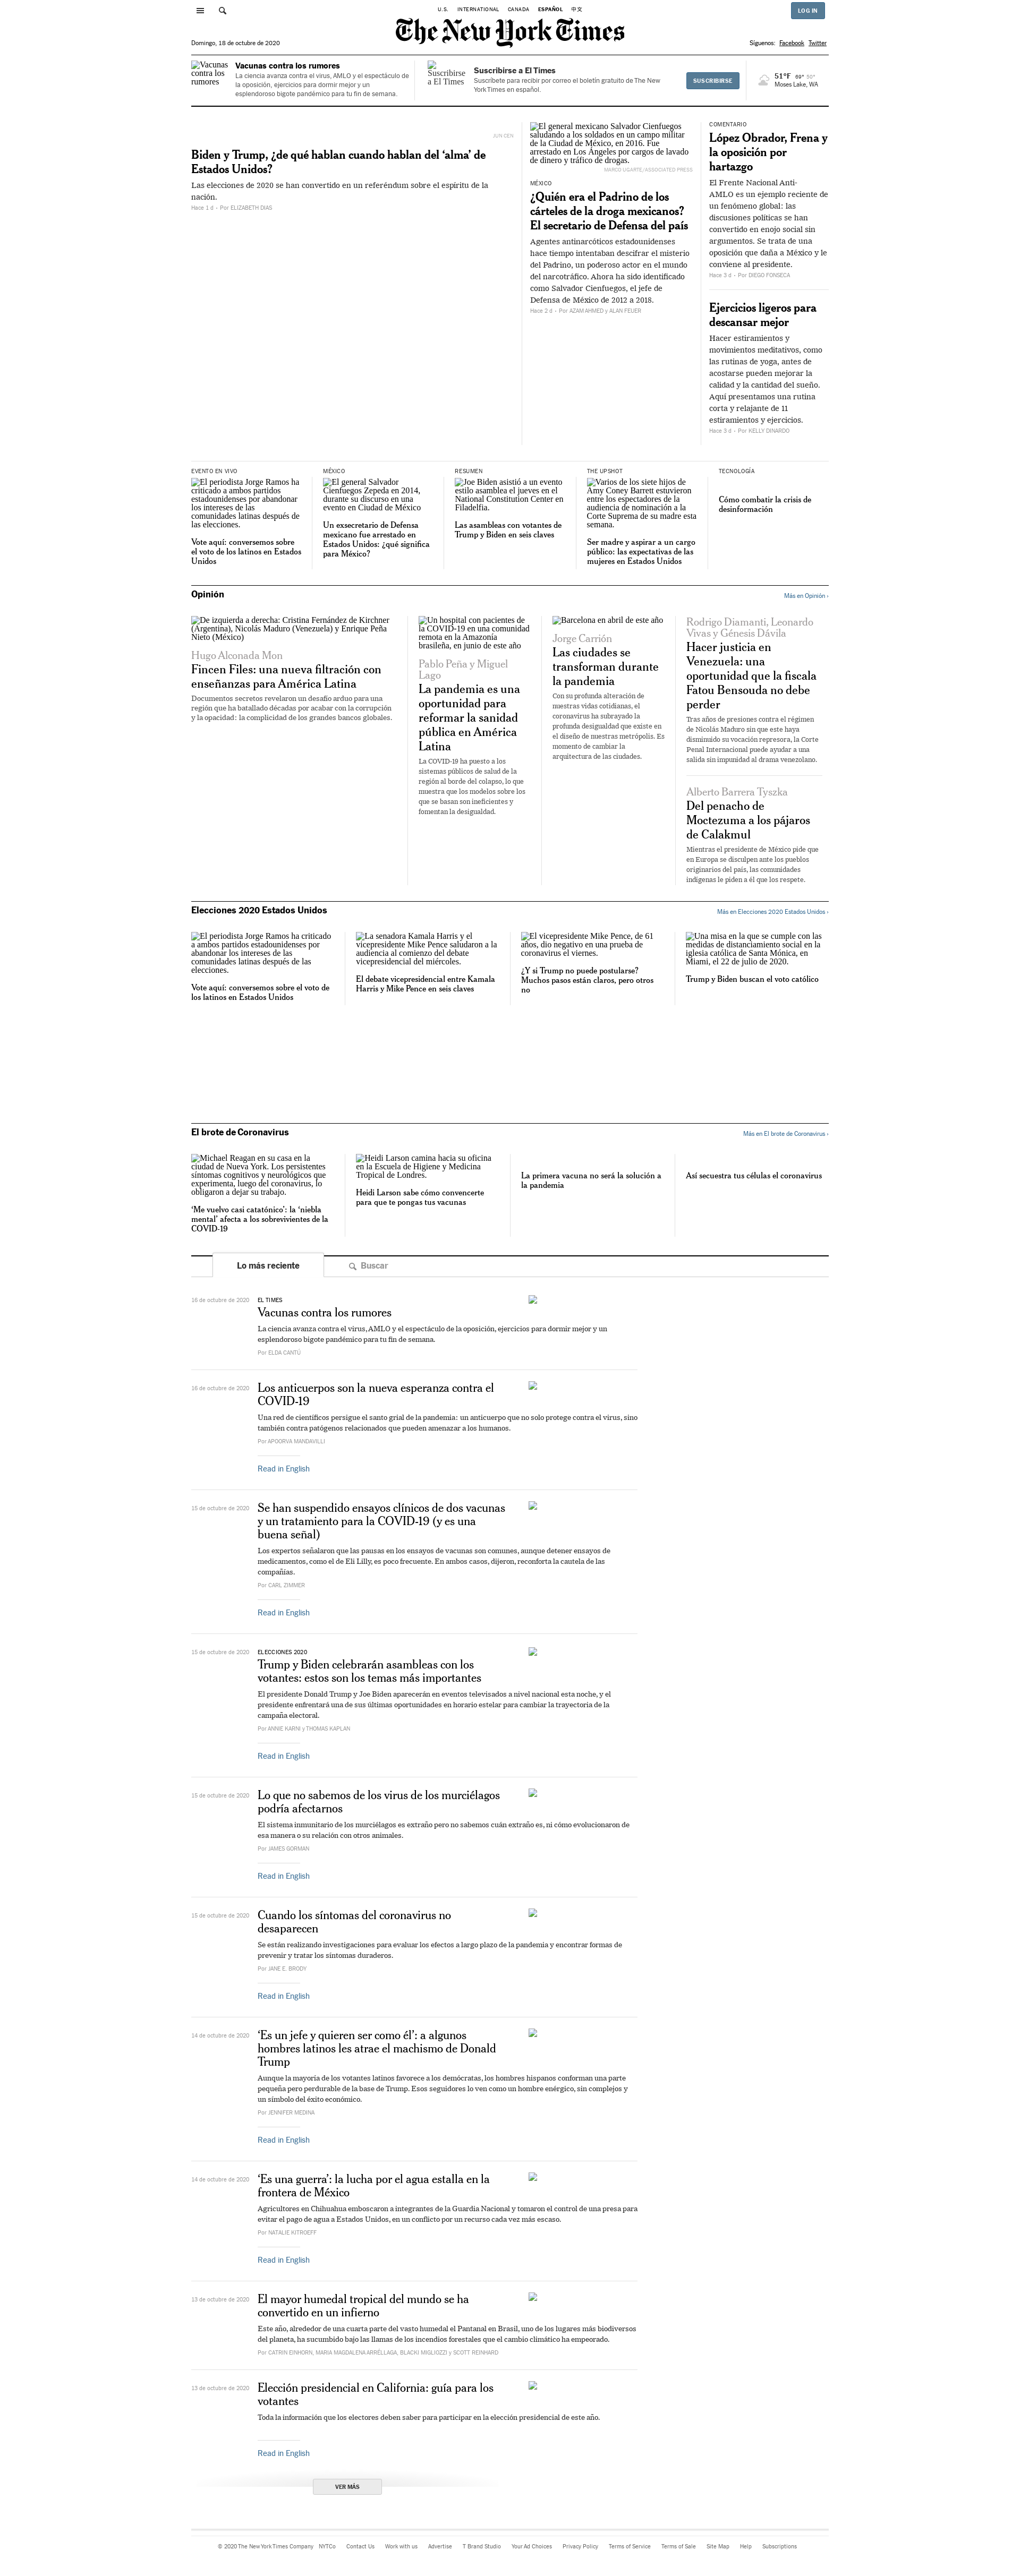 U.S. INTERNATIONAL CANADA ESPAÑOL 中文
LOG IN
The New York Times
Domingo, 18 de octubre de 2020
Síguenos: Facebook Twitter
Vacunas
contra los
rumores
Vacunas contra los rumores
La ciencia avanza contra el virus, AMLO y el espectáculo de
la oposición, ejercicios para dormir mejor y un
esplendoroso bigote pandémico para tu fin de semana.
Suscribirse
a El Times
Suscribirse a El Times
Suscríbete para recibir por correo el boletín gratuito de The New
York Times en español.
SUSCRIBIRSE
51°F 69° 50°
Moses Lake, WA
JUN CEN
Biden y Trump, ¿de qué hablan cuando hablan del ‘alma’ de
Estados Unidos?
Las elecciones de 2020 se han convertido en un referéndum sobre el espíritu de la
nación.
Hace 1 d · Por ELIZABETH DIAS
El general mexicano Salvador Cienfuegos
saludando a los soldados en un campo militar
de la Ciudad de México, en 2016. Fue
arrestado en Los Ángeles por cargos de lavado
de dinero y tráfico de drogas.
MARCO UGARTE/ASSOCIATED PRESS
MÉXICO
¿Quién era el Padrino de los
cárteles de la droga mexicanos?
El secretario de Defensa del país
Agentes antinarcóticos estadounidenses
hace tiempo intentaban descifrar el misterio
del Padrino, un poderoso actor en el mundo
del narcotráfico. Ahora ha sido identificado
como Salvador Cienfuegos, el jefe de
Defensa de México de 2012 a 2018.
Hace 2 d · Por AZAM AHMED y ALAN FEUER
COMENTARIO
López Obrador, Frena y
la oposición por
hartazgo
El Frente Nacional Anti-
AMLO es un ejemplo reciente de
un fenómeno global: las
discusiones políticas se han
convertido en enojo social sin
argumentos. Se trata de una
oposición que daña a México y le
conviene al presidente.
Hace 3 d · Por DIEGO FONSECA
Ejercicios ligeros para
descansar mejor
Hacer estiramientos y
movimientos meditativos, como
las rutinas de yoga, antes de
acostarse pueden mejorar la
calidad y la cantidad del sueño.
Aquí presentamos una rutina
corta y relajante de 11
estiramientos y ejercicios.
Hace 3 d · Por KELLY DINARDO
EVENTO EN VIVO
El periodista Jorge Ramos ha
criticado a ambos partidos
estadounidenses por abandonar
los intereses de las
comunidades latinas después de
las elecciones.
Vote aquí: conversemos sobre
el voto de los latinos en Estados
Unidos
MÉXICO
El general Salvador
Cienfuegos Zepeda en 2014,
durante su discurso en una
evento en Ciudad de México
Un exsecretario de Defensa
mexicano fue arrestado en
Estados Unidos: ¿qué significa
para México?
RESUMEN
Joe Biden asistió a un evento
estilo asamblea el jueves en el
National Constitution Center en
Filadelfia.
Las asambleas con votantes de
Trump y Biden en seis claves
THE UPSHOT
Varios de los siete hijos de
Amy Coney Barrett estuvieron
entre los espectadores de la
audiencia de nominación a la
Corte Suprema de su madre esta
semana.
Ser madre y aspirar a un cargo
público: las expectativas de las
mujeres en Estados Unidos
TECNOLOGÍA
Cómo combatir la crisis de
desinformación
Opinión
Más en Opinión ›
De izquierda a derecha: Cristina Fernández de Kirchner
(Argentina), Nicolás Maduro (Venezuela) y Enrique Peña
Nieto (México)
Hugo Alconada Mon
Fincen Files: una nueva filtración con
enseñanzas para América Latina
Documentos secretos revelaron un desafío arduo para una
región que ha batallado décadas por acabar con la corrupción
y la opacidad: la complicidad de los grandes bancos globales.
Un hospital con pacientes de
la COVID-19 en una comunidad
remota en la Amazonía
brasileña, en junio de este año
Pablo Peña y Miguel
Lago
La pandemia es una
oportunidad para
reformar la sanidad
pública en América
Latina
La COVID-19 ha puesto a los
sistemas públicos de salud de la
región al borde del colapso, lo que
muestra que los modelos sobre los
que se basan son ineficientes y
fomentan la desigualdad.
Barcelona en abril de este año
Jorge Carrión
Las ciudades se
transforman durante
la pandemia
Con su profunda alteración de
nuestras vidas cotidianas, el
coronavirus ha subrayado la
profunda desigualdad que existe en
el diseño de nuestras metrópolis. Es
momento de cambiar la
arquitectura de las ciudades.
Rodrigo Diamanti, Leonardo
Vivas y Génesis Dávila
Hacer justicia en
Venezuela: una
oportunidad que la fiscala
Fatou Bensouda no debe
perder
Tras años de presiones contra el régimen
de Nicolás Maduro sin que este haya
disminuido su vocación represora, la Corte
Penal Internacional puede ayudar a una
salida sin impunidad al drama venezolano.
Alberto Barrera Tyszka
Del penacho de
Moctezuma a los pájaros
de Calakmul
Mientras el presidente de México pide que
en Europa se disculpen ante los pueblos
originarios del país, las comunidades
indígenas le piden a él que los respete.
Elecciones 2020 Estados Unidos
Más en Elecciones 2020 Estados Unidos ›
El periodista Jorge Ramos ha criticado
a ambos partidos estadounidenses por
abandonar los intereses de las
comunidades latinas después de las
elecciones.
Vote aquí: conversemos sobre el voto de
los latinos en Estados Unidos
La senadora Kamala Harris y el
vicepresidente Mike Pence saludaron a la
audiencia al comienzo del debate
vicepresidencial del miércoles.
El debate vicepresidencial entre Kamala
Harris y Mike Pence en seis claves
El vicepresidente Mike Pence, de 61
años, dio negativo en una prueba de
coronavirus el viernes.
¿Y si Trump no puede postularse?
Muchos pasos están claros, pero otros
no
Una misa en la que se cumple con las
medidas de distanciamiento social en la
iglesia católica de Santa Mónica, en
Miami, el 22 de julio de 2020.
Trump y Biden buscan el voto católico
El brote de Coronavirus
Más en El brote de Coronavirus ›
Michael Reagan en su casa en la
ciudad de Nueva York. Los persistentes
síntomas cognitivos y neurológicos que
experimenta, luego del coronavirus, lo
obligaron a dejar su trabajo.
‘Me vuelvo casi catatónico’: la ‘niebla
mental’ afecta a los sobrevivientes de la
COVID-19
Heidi Larson camina hacia su oficina
en la Escuela de Higiene y Medicina
Tropical de Londres.
Heidi Larson sabe cómo convencerte
para que te pongas tus vacunas
La primera vacuna no será la solución a
la pandemia
Así secuestra tus células el coronavirus
Lo más reciente
Buscar
16 de octubre de 2020
EL TIMES
Vacunas contra los rumores
La ciencia avanza contra el virus, AMLO y el espectáculo de la oposición, ejercicios para dormir mejor y un
esplendoroso bigote pandémico para tu fin de semana.
Por ELDA CANTÚ
16 de octubre de 2020
Los anticuerpos son la nueva esperanza contra el
COVID-19
Una red de científicos persigue el santo grial de la pandemia: un anticuerpo que no solo protege contra el virus, sino
también contra patógenos relacionados que pueden amenazar a los humanos.
Por APOORVA MANDAVILLI
Read in English
15 de octubre de 2020
Se han suspendido ensayos clínicos de dos vacunas
y un tratamiento para la COVID-19 (y es una
buena señal)
Los expertos señalaron que las pausas en los ensayos de vacunas son comunes, aunque detener ensayos de
medicamentos, como el de Eli Lilly, es poco frecuente. En ambos casos, dijeron, reconforta la cautela de las
compañías.
Por CARL ZIMMER
Read in English
15 de octubre de 2020
ELECCIONES 2020
Trump y Biden celebrarán asambleas con los
votantes: estos son los temas más importantes
El presidente Donald Trump y Joe Biden aparecerán en eventos televisados a nivel nacional esta noche, y el
presidente enfrentará una de sus últimas oportunidades en horario estelar para cambiar la trayectoria de la
campaña electoral.
Por ANNIE KARNI y THOMAS KAPLAN
Read in English
15 de octubre de 2020
Lo que no sabemos de los virus de los murciélagos
podría afectarnos
El sistema inmunitario de los murciélagos es extraño pero no sabemos cuán extraño es, ni cómo evolucionaron de
esa manera o su relación con otros animales.
Por JAMES GORMAN
Read in English
15 de octubre de 2020
Cuando los síntomas del coronavirus no
desaparecen
Se están realizando investigaciones para evaluar los efectos a largo plazo de la pandemia y encontrar formas de
prevenir y tratar los síntomas duraderos.
Por JANE E. BRODY
Read in English
14 de octubre de 2020
‘Es un jefe y quieren ser como él’: a algunos
hombres latinos les atrae el machismo de Donald
Trump
Aunque la mayoría de los votantes latinos favorece a los demócratas, los hombres hispanos conforman una parte
pequeña pero perdurable de la base de Trump. Esos seguidores lo ven como un hombre enérgico, sin complejos y
un símbolo del éxito económico.
Por JENNIFER MEDINA
Read in English
14 de octubre de 2020
‘Es una guerra’: la lucha por el agua estalla en la
frontera de México
Agricultores en Chihuahua emboscaron a integrantes de la Guardia Nacional y tomaron el control de una presa para
evitar el pago de agua a Estados Unidos, en un conflicto por un recurso cada vez más escaso.
Por NATALIE KITROEFF
Read in English
13 de octubre de 2020
El mayor humedal tropical del mundo se ha
convertido en un infierno
Este año, alrededor de una cuarta parte del vasto humedal el Pantanal en Brasil, uno de los lugares más biodiversos
del planeta, ha sucumbido bajo las llamas de los incendios forestales que el cambio climático ha empeorado.
Por CATRIN EINHORN, MARIA MAGDALENA ARRÉLLAGA, BLACKI MIGLIOZZI y SCOTT REINHARD
13 de octubre de 2020
Elección presidencial en California: guía para los
votantes
Toda la información que los electores deben saber para participar en la elección presidencial de este año.
Read in English
VER MÁS
© 2020 The New York Times Company NYTCo Contact Us Work with us Advertise T Brand Studio Your Ad Choices Privacy Policy Terms of Service Terms of Sale Site Map Help Subscriptions